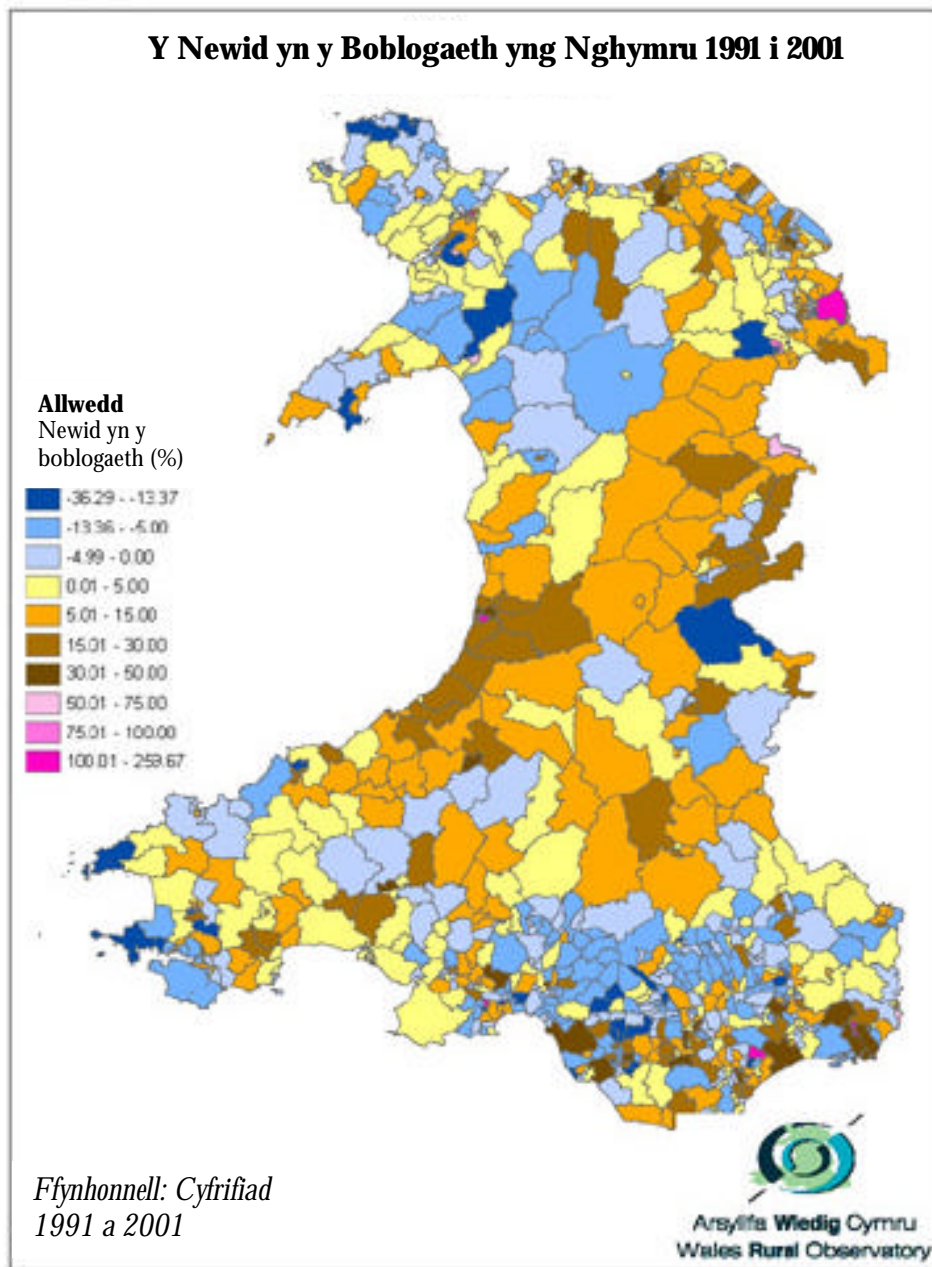 Y Newid yn y Boblogaeth yng Nghymru 1991 i 2001
Allwedd
Newid yn y
boblogaeth (%)
-36.29 - -13.37
-13.36 - -5.00
-4.99 - 0.00
0.01 - 5.00
5.01 - 15.00
15.01 - 30.00
30.01 - 50.00
50.01 - 75.00
75.01 - 100.00
100.01 - 259.67
Ffynhonnell: Cyfrifiad
1991 a 2001
Arsyllfa Wledig Cymru
Wales Rural Observatory